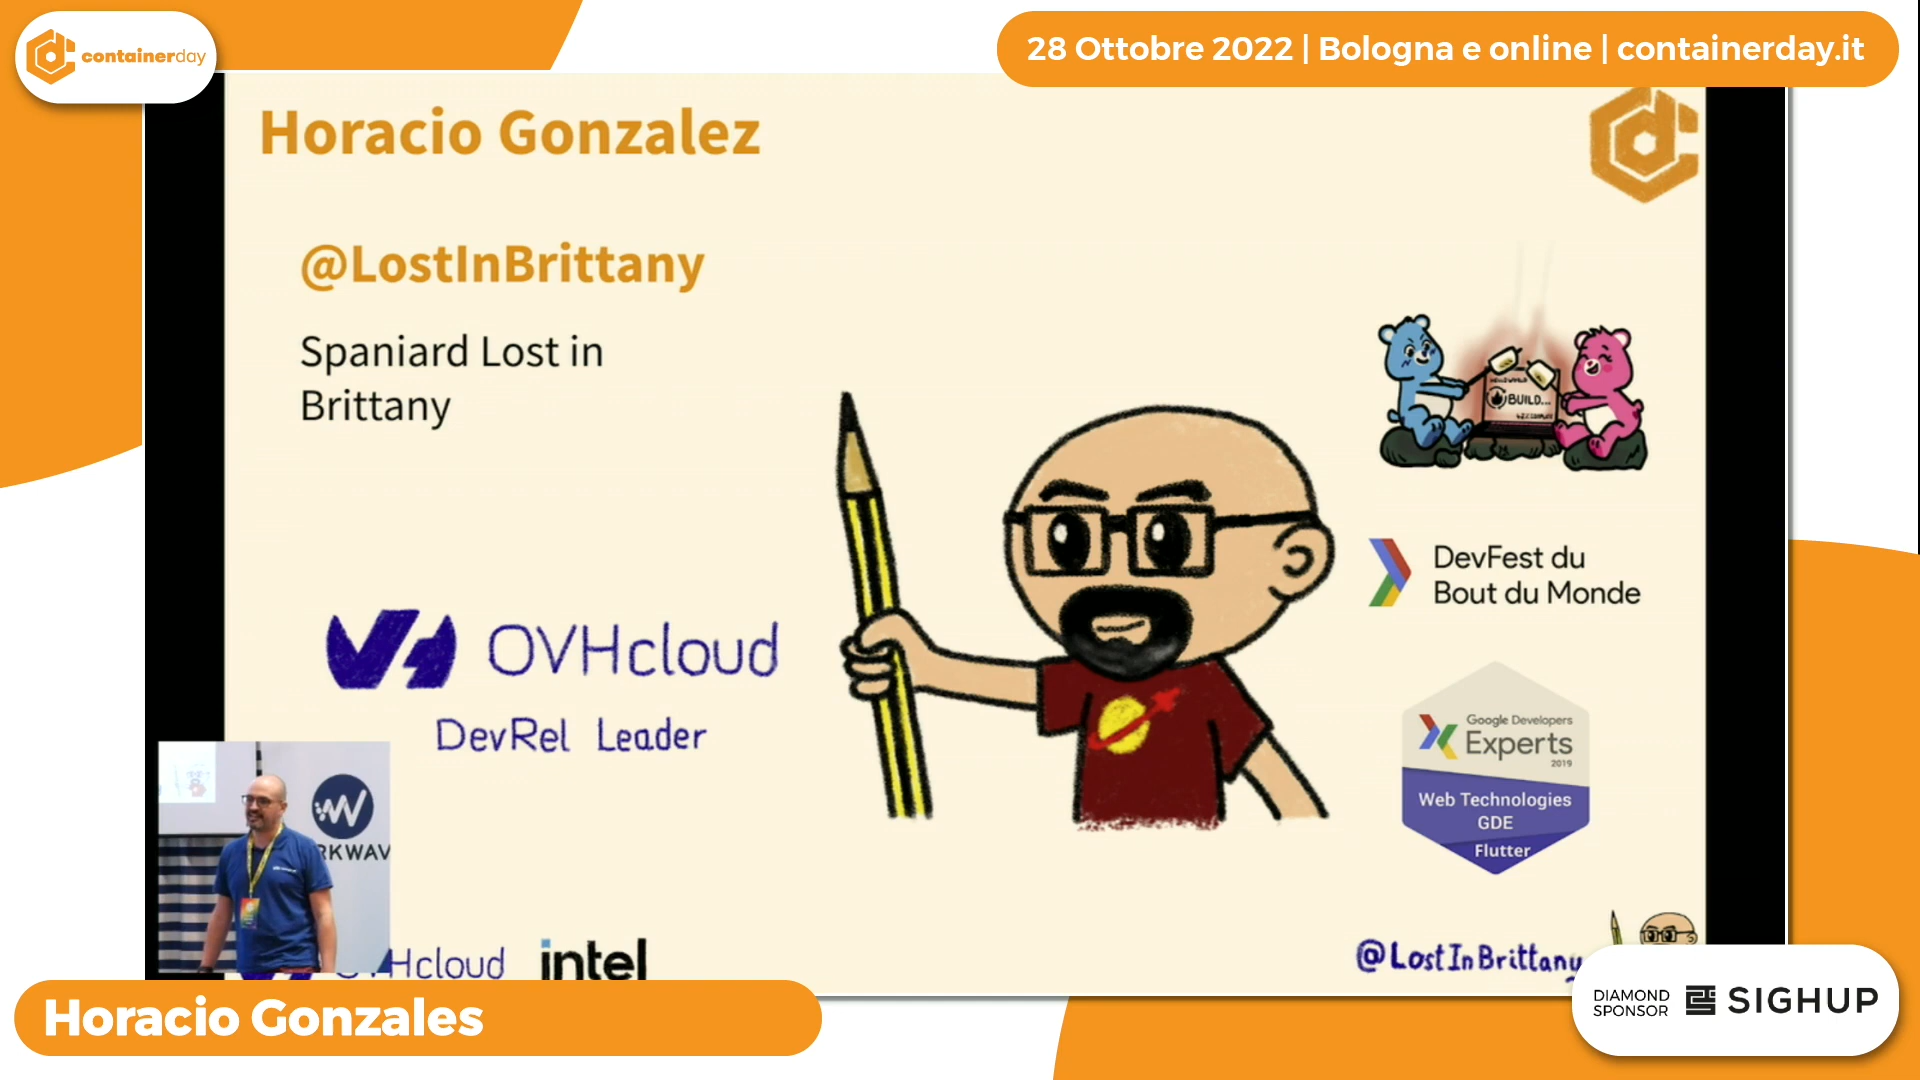 containerday
28 Ottobre 2022 | Bologna e online | containerday.it
Horacio Gonzalez
@LostInBrittany
Spaniard Lost in
Brittany
BUILD...
DevFest du
Bout du Monde
OVHcloud
DevRel Leader
Google Developers
Experts
2019
Web Technologies
GDE
Flutter
RKWAV
OVHcloud
intel
@LostInBrittany
Horacio Gonzales
DIAMOND
SPONSOR
SIGHUP